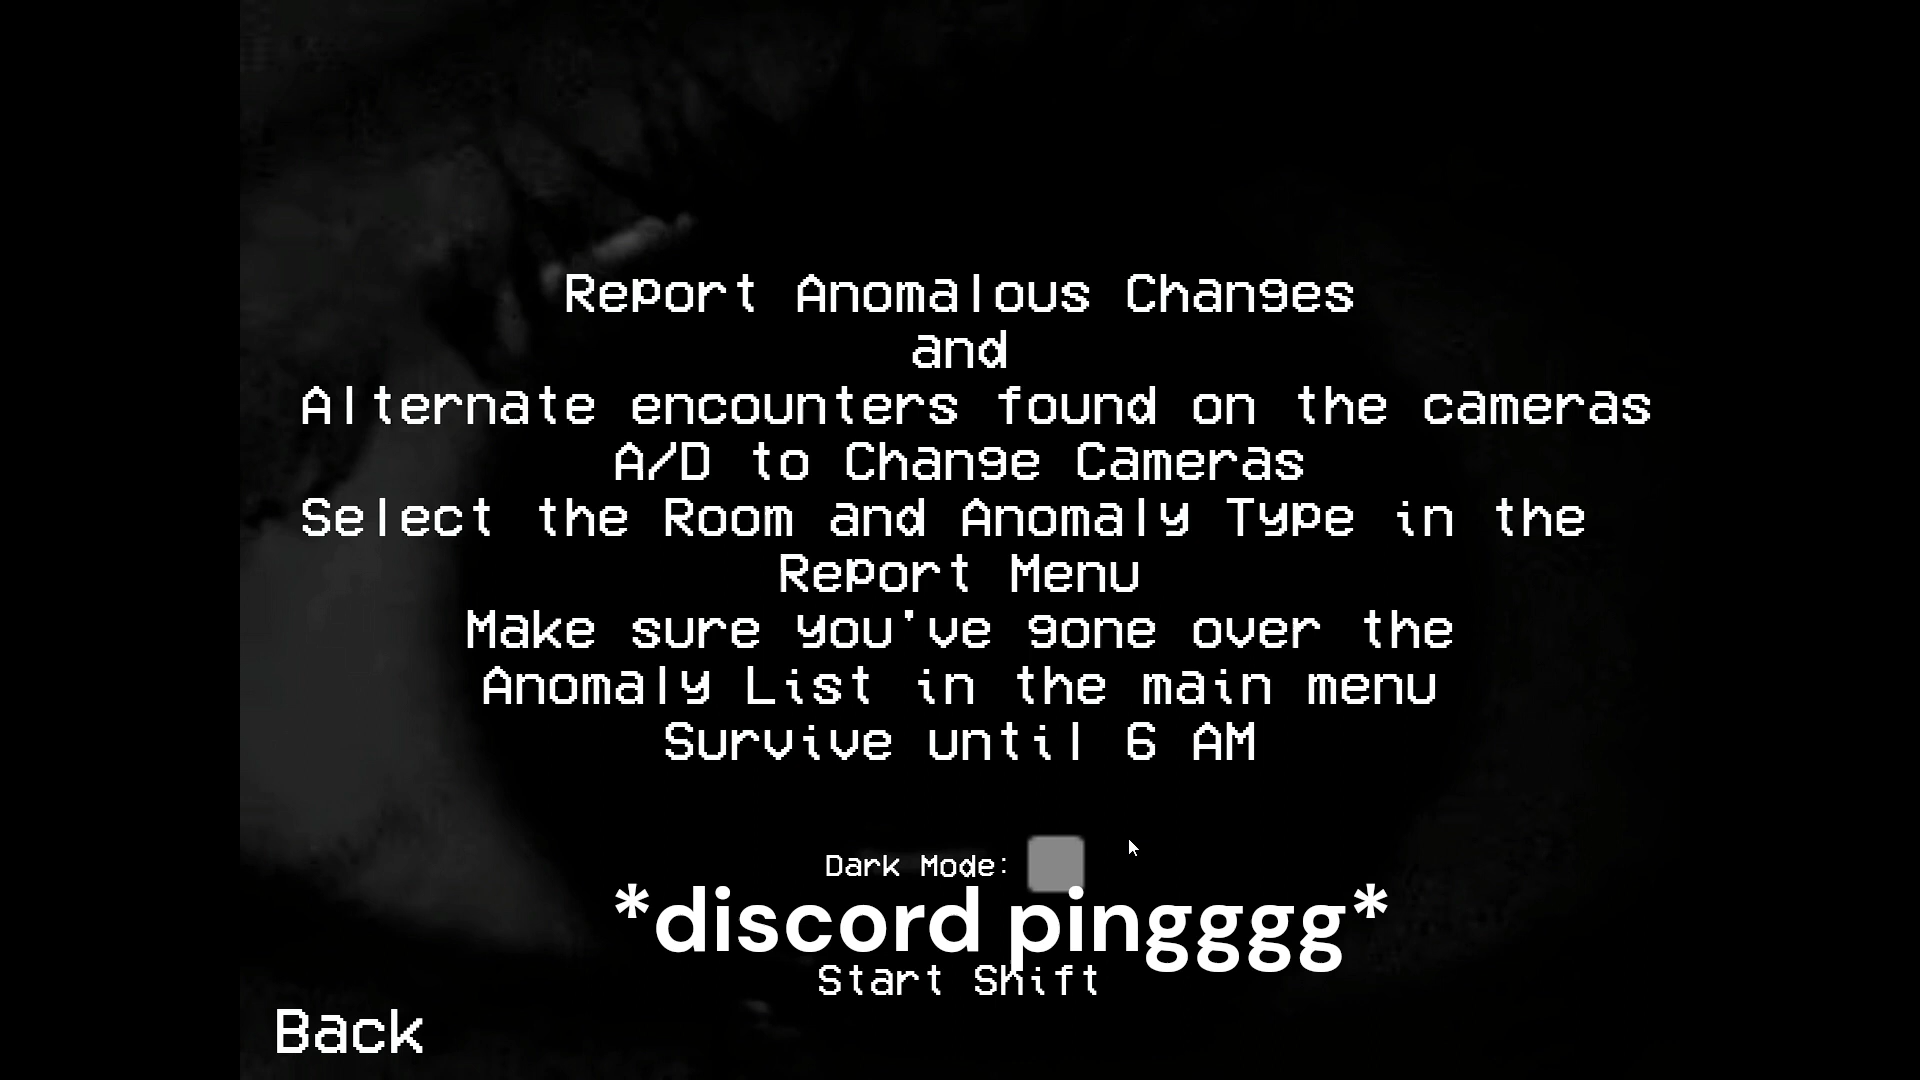 Report Anomalous Changes
and
Alternate encounters found on the cameras
A/D to Change Cameras
Select the Room and Anomaly Type in the
Report Menu
Make sure you've gone over the
Anomaly List in the main menu
Survive until 6 AM
Dark Mode:
*discord pingggg*
Start Shift
Back